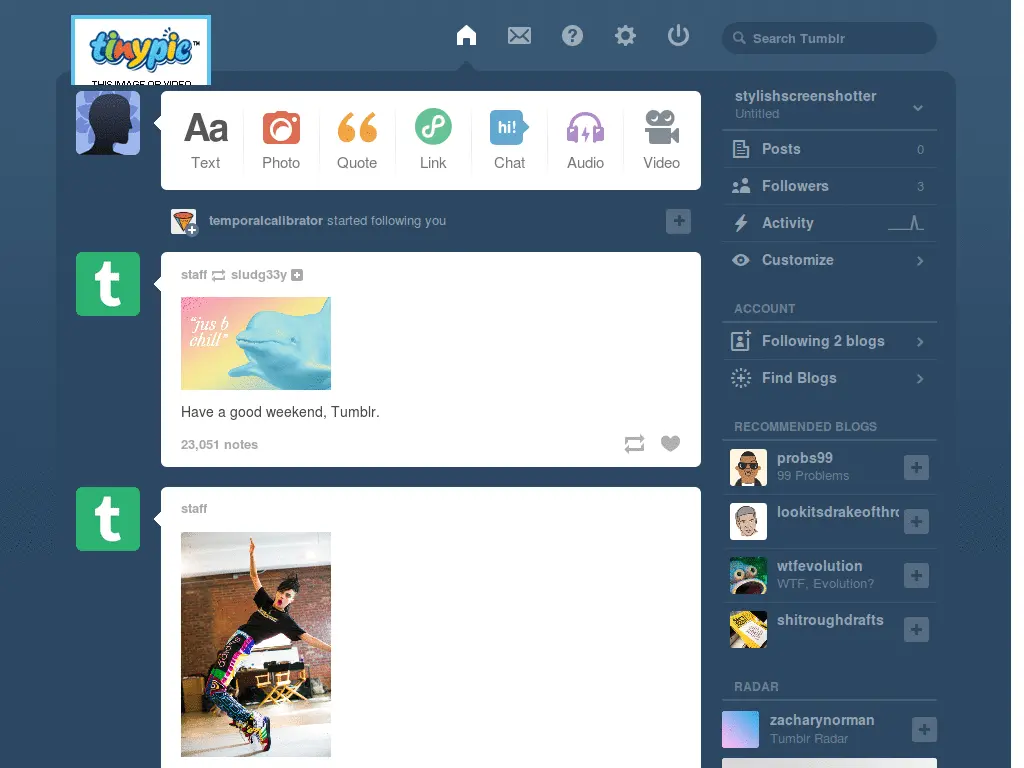 tinypic™
THIS IMAGE OR VIDEO
Search Tumblr
Aa
Text
Photo
Quote
Link
hi!
Chat
Audio
Video
temporalcalibrator started following you
t
staff sludg33y
"jus b
chill"
Have a good weekend, Tumblr.
23,051 notes
t
staff
stylishscreenshotter
Untitled
Posts 0
Followers 3
Activity
Customize
ACCOUNT
Following 2 blogs
Find Blogs
RECOMMENDED BLOGS
probs99
99 Problems
lookitsdrakeofthro
wtfevolution
WTF, Evolution?
shitroughdrafts
RADAR
zacharynorman
Tumblr Radar